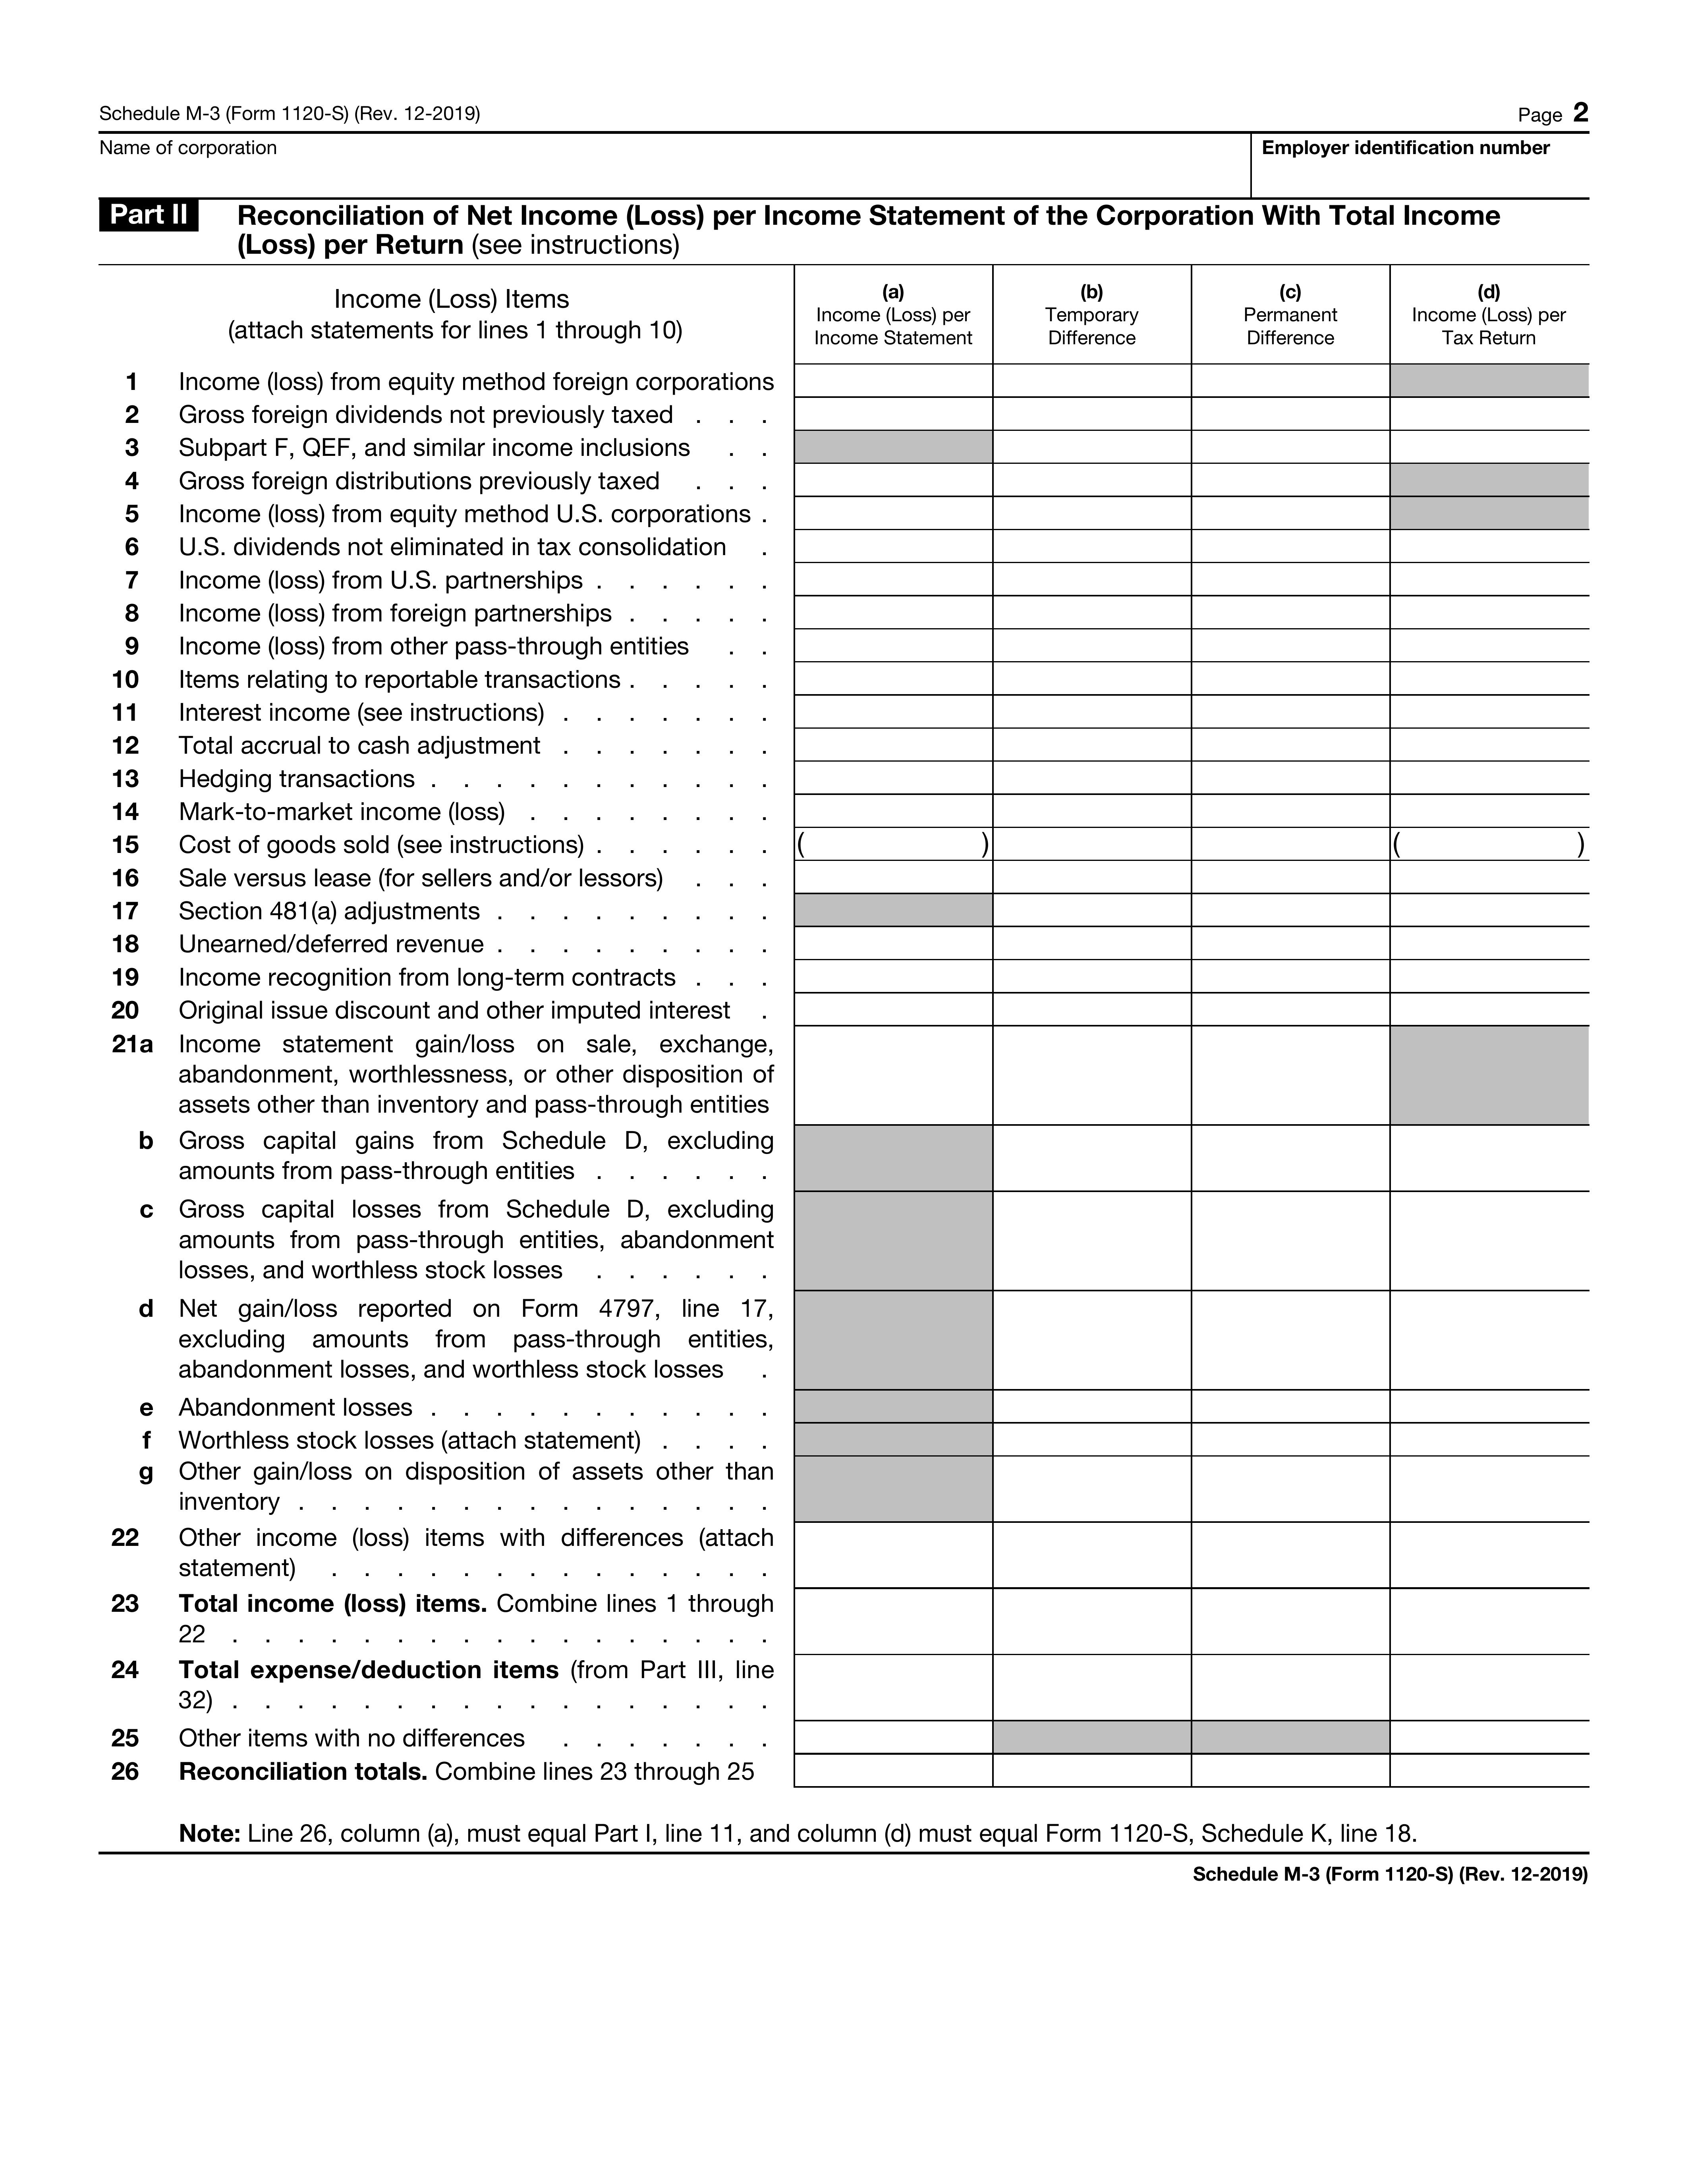 Schedule M-3 (Form 1120-S) (Rev. 12-2019) Page 2
Name of corporation Employer identification number
Part II Reconciliation of Net Income (Loss) per Income Statement of the Corporation With Total Income
(Loss) per Return (see instructions)
Income (Loss) Items
(attach statements for lines 1 through 10)
(a)
Income (Loss) per
Income Statement
(b)
Temporary
Difference
(c)
Permanent
Difference
(d)
Income (Loss) per
Tax Return
1 Income (loss) from equity method foreign corporations
2 Gross foreign dividends not previously taxed . . .
3 Subpart F, QEF, and similar income inclusions . .
4 Gross foreign distributions previously taxed . . .
5 Income (loss) from equity method U.S. corporations .
6 U.S. dividends not eliminated in tax consolidation .
7 Income (loss) from U.S. partnerships . . . . . .
8 Income (loss) from foreign partnerships . . . . .
9 Income (loss) from other pass-through entities . .
10 Items relating to reportable transactions . . . . .
11 Interest income (see instructions) . . . . . . .
12 Total accrual to cash adjustment . . . . . . .
13 Hedging transactions . . . . . . . . . . .
14 Mark-to-market income (loss) . . . . . . . .
15 Cost of goods sold (see instructions) . . . . . . ( ) ( )
16 Sale versus lease (for sellers and/or lessors) . . .
17 Section 481(a) adjustments . . . . . . . . .
18 Unearned/deferred revenue . . . . . . . . .
19 Income recognition from long-term contracts . . .
20 Original issue discount and other imputed interest .
21a Income statement gain/loss on sale, exchange,
abandonment, worthlessness, or other disposition of
assets other than inventory and pass-through entities
b Gross capital gains from Schedule D, excluding
amounts from pass-through entities . . . . . .
c Gross capital losses from Schedule D, excluding
amounts from pass-through entities, abandonment
losses, and worthless stock losses . . . . . .
d Net gain/loss reported on Form 4797, line 17,
excluding amounts from pass-through entities,
abandonment losses, and worthless stock losses .
e Abandonment losses . . . . . . . . . . .
f Worthless stock losses (attach statement) . . . .
g Other gain/loss on disposition of assets other than
inventory . . . . . . . . . . . . . . .
22 Other income (loss) items with differences (attach
statement) . . . . . . . . . . . . . .
23 Total income (loss) items. Combine lines 1 through
22 . . . . . . . . . . . . . . . . .
24 Total expense/deduction items (from Part III, line
32) . . . . . . . . . . . . . . . . .
25 Other items with no differences . . . . . . .
26 Reconciliation totals. Combine lines 23 through 25
Note: Line 26, column (a), must equal Part I, line 11, and column (d) must equal Form 1120-S, Schedule K, line 18.
Schedule M-3 (Form 1120-S) (Rev. 12-2019)